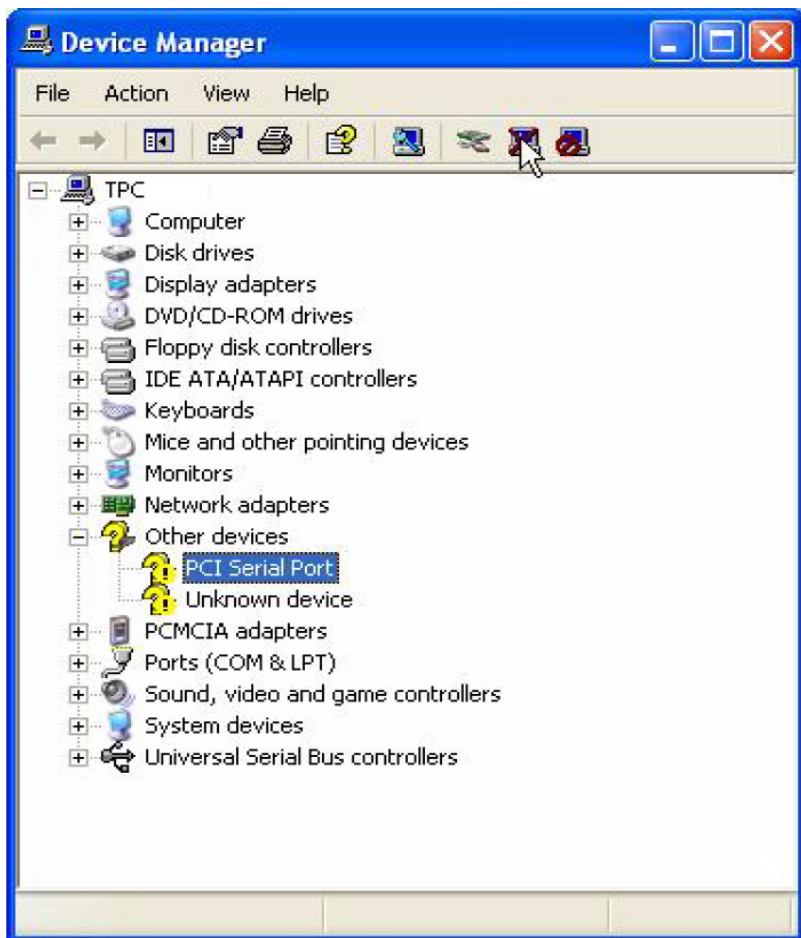 Device Manager
File Action View Help
TPC
Computer
Disk drives
Display adapters
DVD/CD-ROM drives
Floppy disk controllers
IDE ATA/ATAPI controllers
Keyboards
Mice and other pointing devices
Monitors
Network adapters
Other devices
PCI Serial Port
Unknown device
PCMCIA adapters
Ports (COM & LPT)
Sound, video and game controllers
System devices
Universal Serial Bus controllers